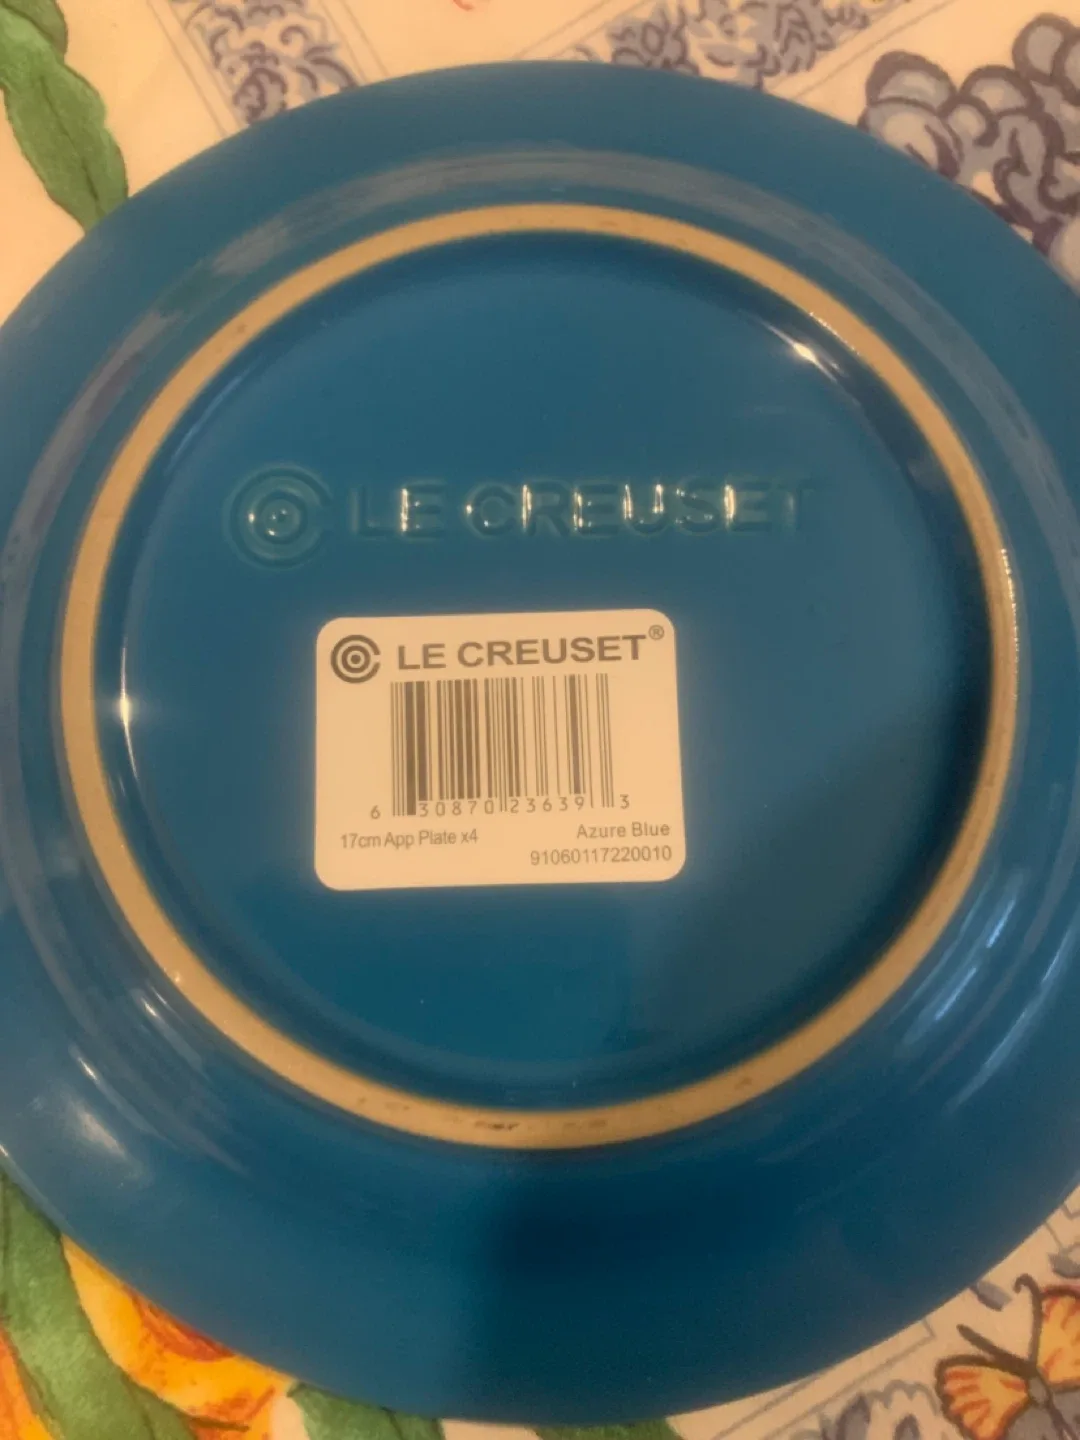 LE CREUSET
LE CREUSET®
6 30870 23639 3
17cm App Plate x4 Azure Blue
91060117220010